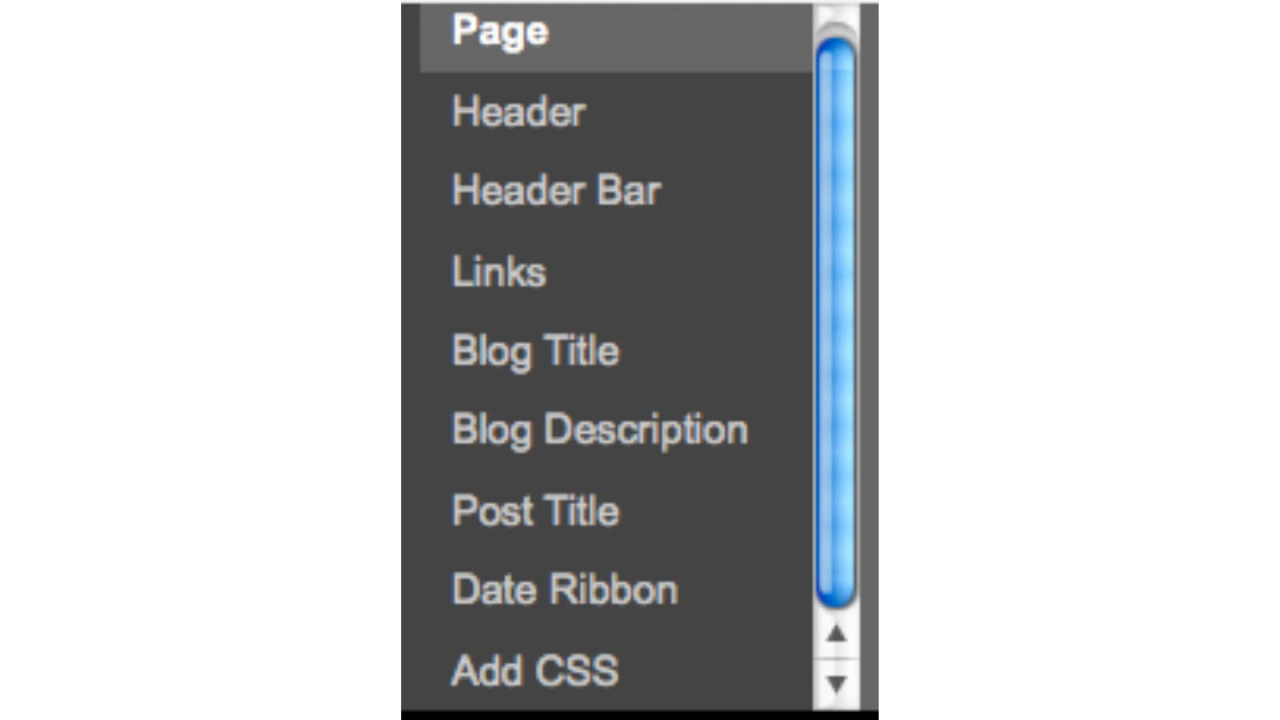 Page
Header
Header Bar
Links
Blog Title
Blog Description
Post Title
Date Ribbon
Add CSS